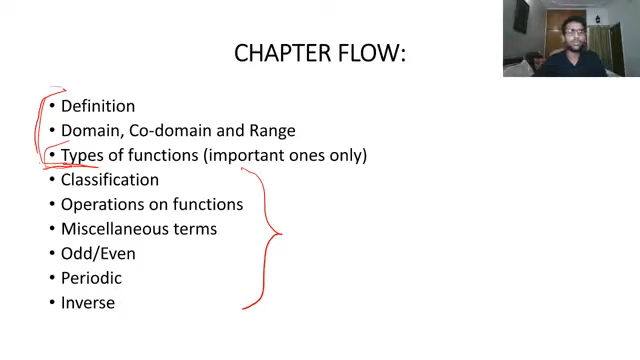 CHAPTER FLOW:
• Definition
• Domain, Co-domain and Range
• Types of functions (important ones only)
• Classification
• Operations on functions
• Miscellaneous terms
• Odd/Even
• Periodic
• Inverse